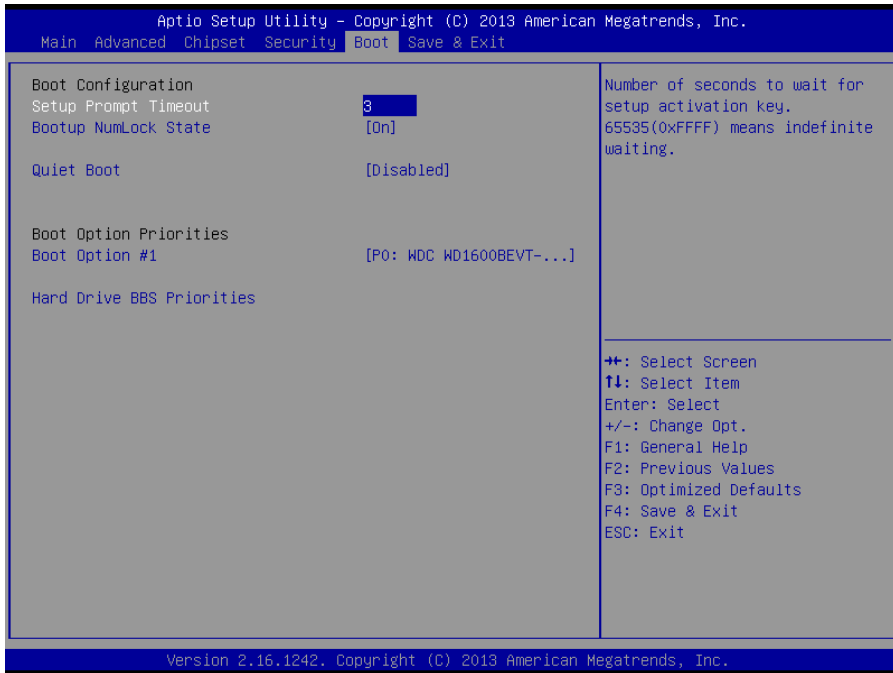 Aptio Setup Utility – Copyright (C) 2013 American Megatrends, Inc.
Main Advanced Chipset Security Boot Save & Exit
Boot Configuration
Setup Prompt Timeout 3
Bootup NumLock State [On]
Quiet Boot [Disabled]
Boot Option Priorities
Boot Option #1 [P0: WDC WD1600BEVT-...]
Hard Drive BBS Priorities
Number of seconds to wait for
setup activation key.
65535(0xFFFF) means indefinite
waiting.
→←: Select Screen
↑↓: Select Item
Enter: Select
+/-: Change Opt.
F1: General Help
F2: Previous Values
F3: Optimized Defaults
F4: Save & Exit
ESC: Exit
Version 2.16.1242. Copyright (C) 2013 American Megatrends, Inc.